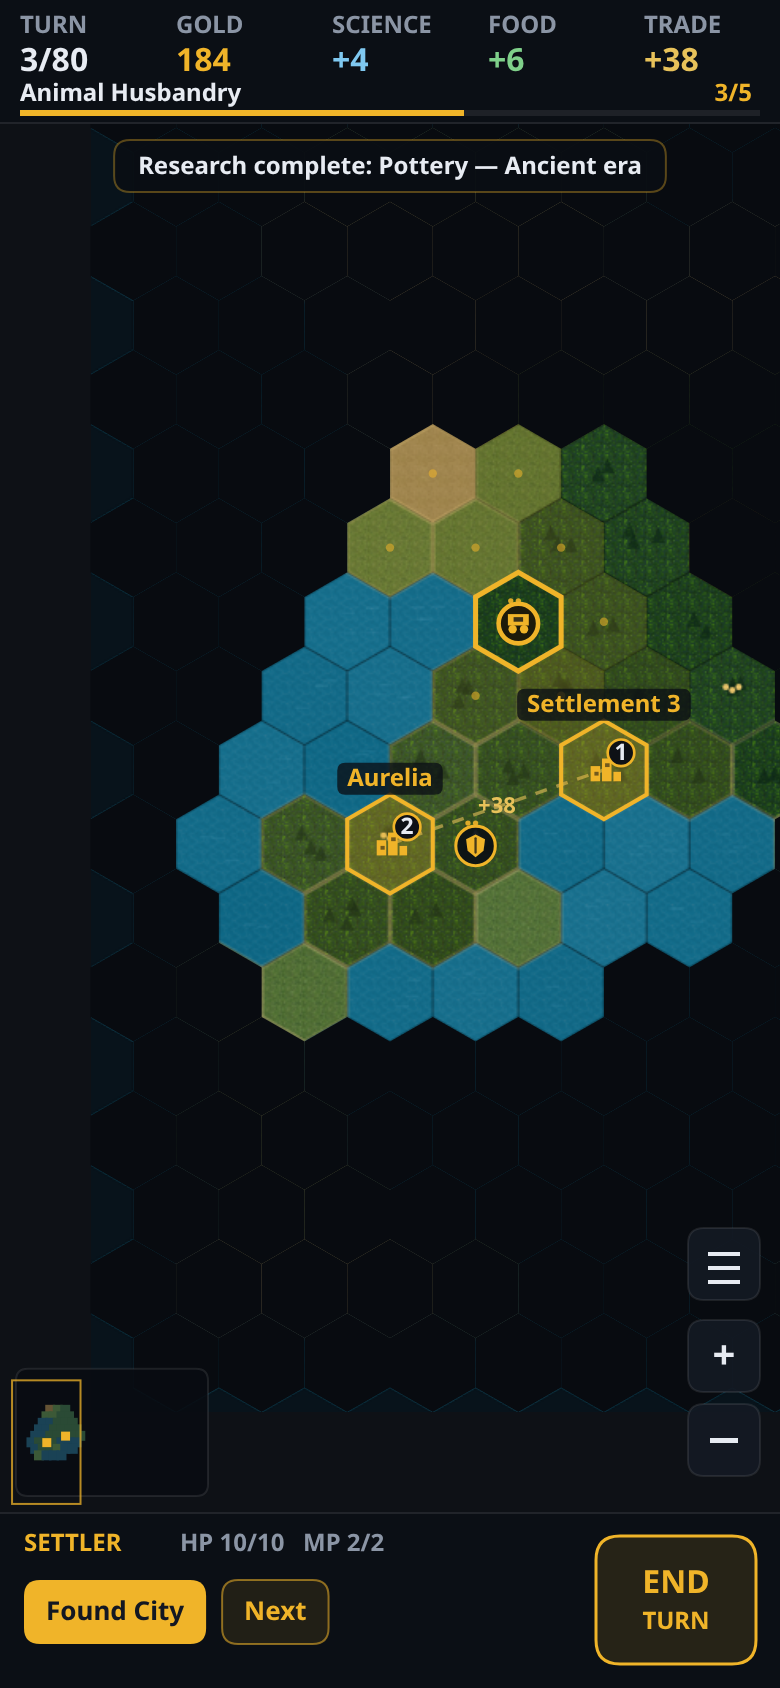 TURN GOLD SCIENCE FOOD TRADE
3/80 184 +4 +6 +38
Animal Husbandry 3/5
Research complete: Pottery — Ancient era
Settlement 3
1
Aurelia
2
+38
+
−
SETTLER HP 10/10 MP 2/2
Found City Next
END
TURN